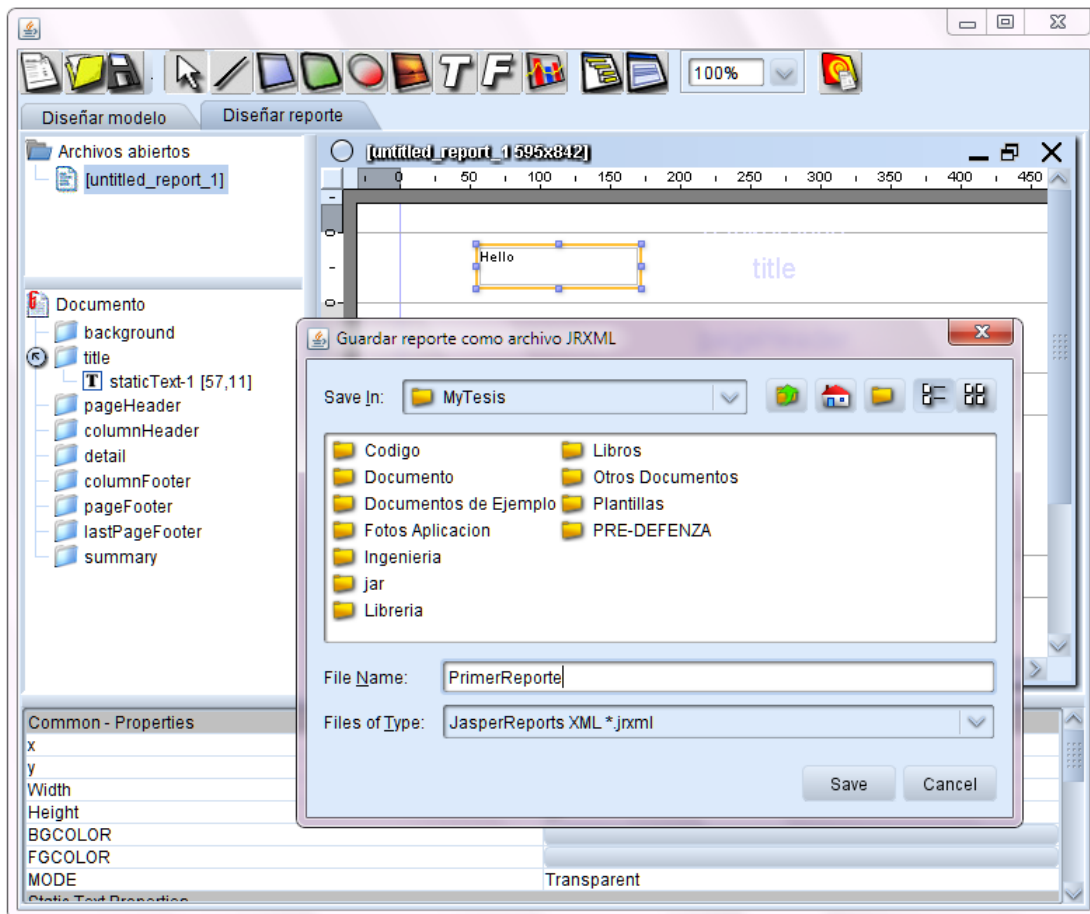 100%
Diseñar modelo
Diseñar reporte
Archivos abiertos
[untitled_report_1]
[untitled_report_1 595x842]
0 50 100 150 200 250 300 350 400 450
Hello
title
Documento
background
title
staticText-1 [57,11]
pageHeader
columnHeader
detail
columnFooter
pageFooter
lastPageFooter
summary
Guardar reporte como archivo JRXML
Save In: MyTesis
Codigo
Documento
Documentos de Ejemplo
Fotos Aplicacion
Ingenieria
jar
Libreria
Libros
Otros Documentos
Plantillas
PRE-DEFENZA
File Name: PrimerReporte
Files of Type: JasperReports XML *.jrxml
Save Cancel
Common - Properties
x
y
Width
Height
BGCOLOR
FGCOLOR
MODE Transparent
Static Text Properties